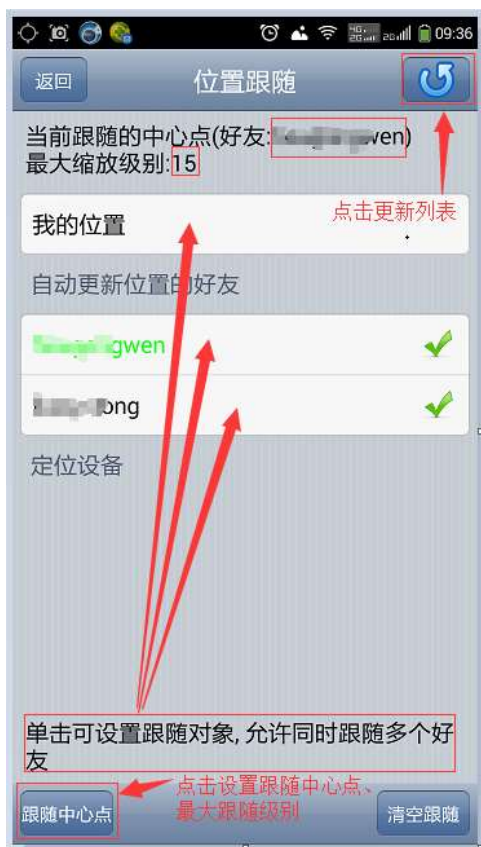 09:36
返回
位置跟随
当前跟随的中心点(好友:wen)
最大缩放级别:15
点击更新列表
我的位置
自动更新位置的好友
gwen
ong
定位设备
单击可设置跟随对象,允许同时跟随多个好
友
点击设置跟随中心点、
最大跟随级别
跟随中心点
清空跟随